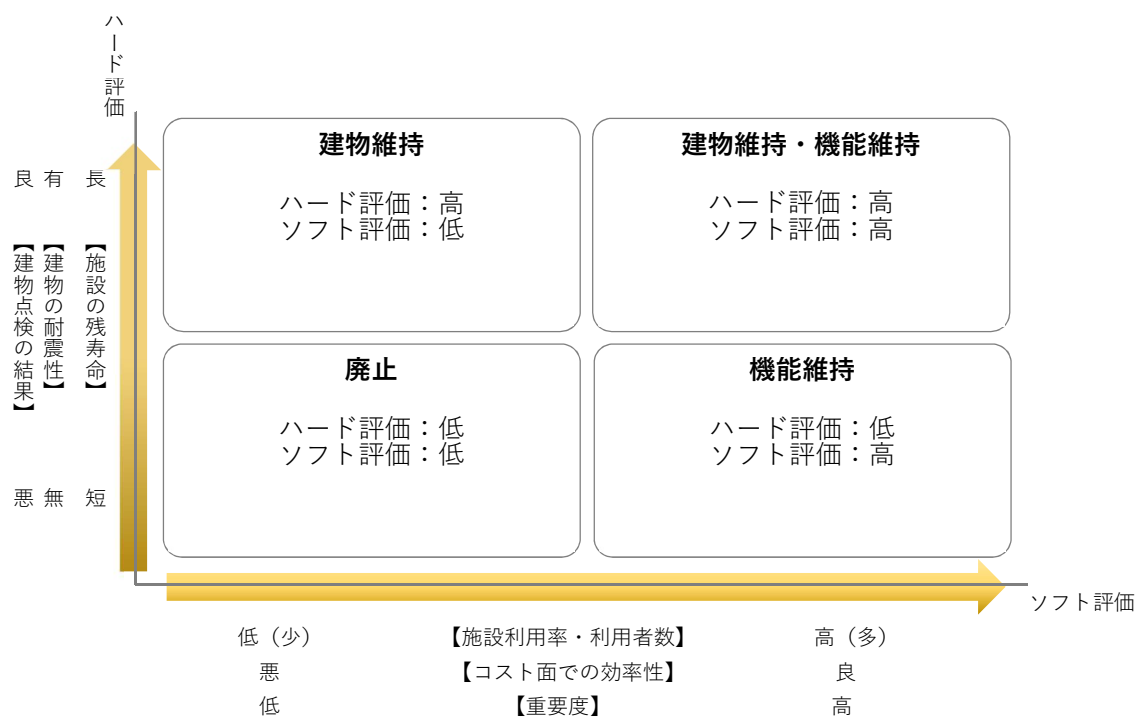 ハード評価
良 有 長
【建物点検の結果】
【建物の耐震性】
【施設の残寿命】
悪 無 短
建物維持
ハード評価：高
ソフト評価：低
建物維持・機能維持
ハード評価：高
ソフト評価：高
廃止
ハード評価：低
ソフト評価：低
機能維持
ハード評価：低
ソフト評価：高
ソフト評価
低（少） 【施設利用率・利用者数】 高（多）
悪 【コスト面での効率性】 良
低 【重要度】 高